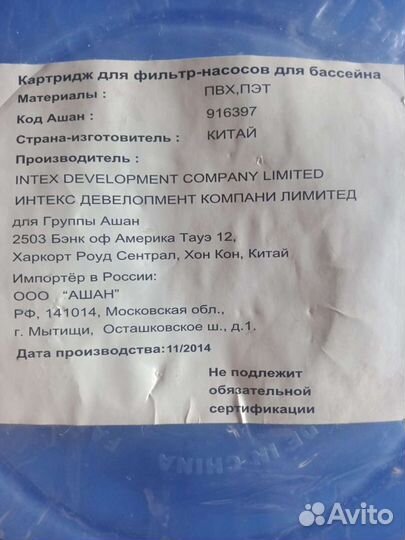 Картридж для фильтр-насосов для бассейна
Материалы : ПВХ,ПЭТ
Код Ашан : 916397
Страна-изготовитель : КИТАЙ
Производитель :
INTEX DEVELOPMENT COMPANY LIMITED
ИНТЕКС ДЕВЕЛОПМЕНТ КОМПАНИ ЛИМИТЕД
для Группы Ашан
2503 Бэнк оф Америка Тауэ 12,
Харкорт Роуд Сентрал, Хон Кон, Китай
Импортёр в России:
ООО "АШАН"
РФ, 141014, Московская обл.,
г. Мытищи, Осташковское ш., д.1.
Дата производства:11/2014
Не подлежит
обязательной
сертификации
IN CHINA
Avito